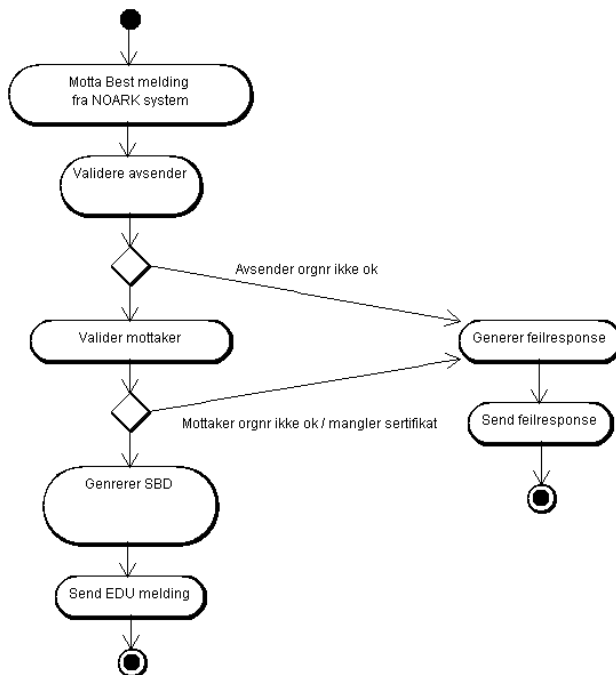 Motta Best melding
fra NOARK system
Validere avsender
Avsender orgnr ikke ok
Valider mottaker
Generer feilresponse
Mottaker orgnr ikke ok / mangler sertifikat
Send feilresponse
Genrerer SBD
Send EDU melding